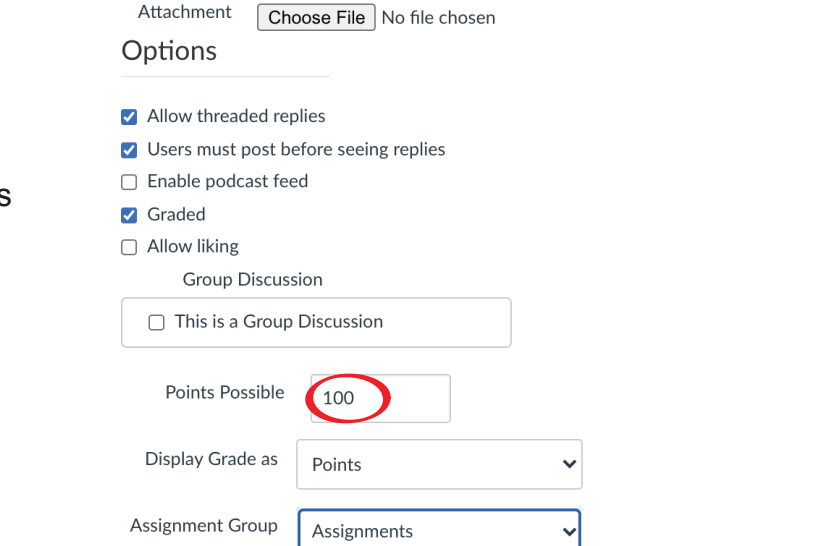 Attachment Choose File No file chosen
Options
Allow threaded replies
Users must post before seeing replies
Enable podcast feed
s
Graded
Allow liking
Group Discussion
This is a Group Discussion
Points Possible 100
Display Grade as Points
Assignment Group Assignments